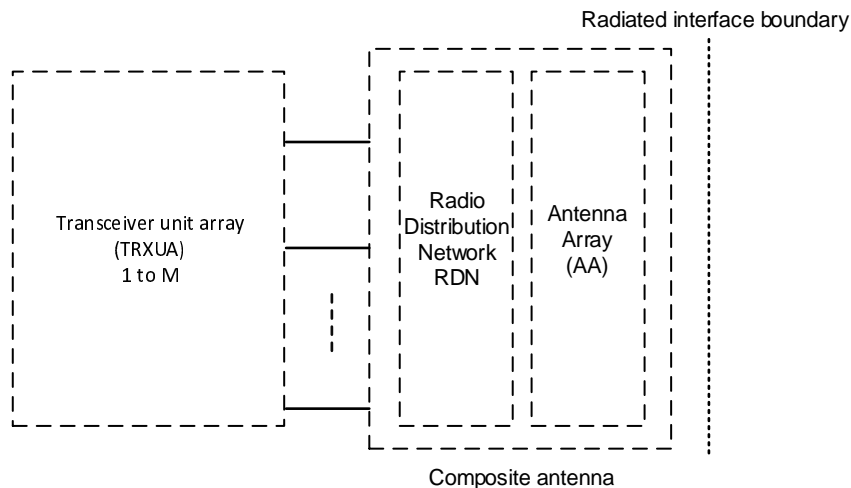 Radiated interface boundary
Transceiver unit array
(TRXUA)
1 to M
Radio
Distribution
Network
RDN
Antenna
Array
(AA)
Composite antenna